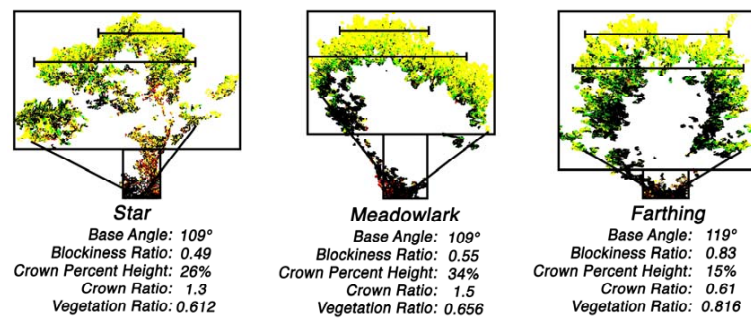 Star
Base Angle: 109°
Blockiness Ratio: 0.49
Crown Percent Height: 26%
Crown Ratio: 1.3
Vegetation Ratio: 0.612
Meadowlark
Base Angle: 109°
Blockiness Ratio: 0.55
Crown Percent Height: 34%
Crown Ratio: 1.5
Vegetation Ratio: 0.656
Farthing
Base Angle: 119°
Blockiness Ratio: 0.83
Crown Percent Height: 15%
Crown Ratio: 0.61
Vegetation Ratio: 0.816